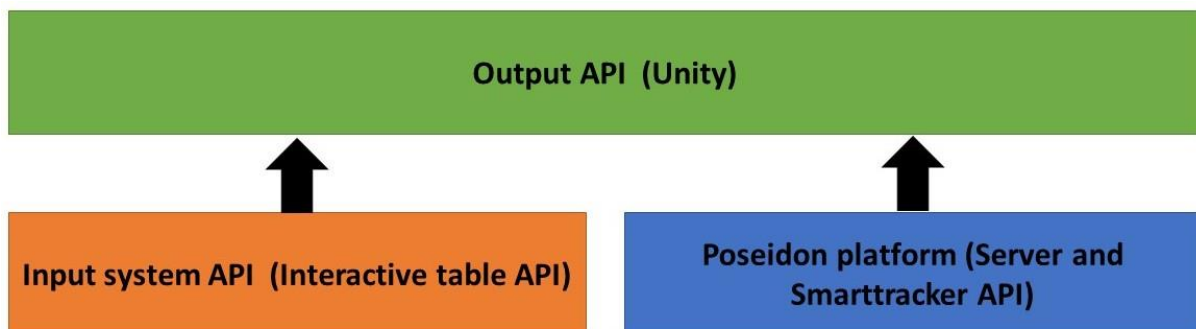 Output API  (Unity)
Input system API  (Interactive table API)
Poseidon platform (Server and
Smarttracker API)